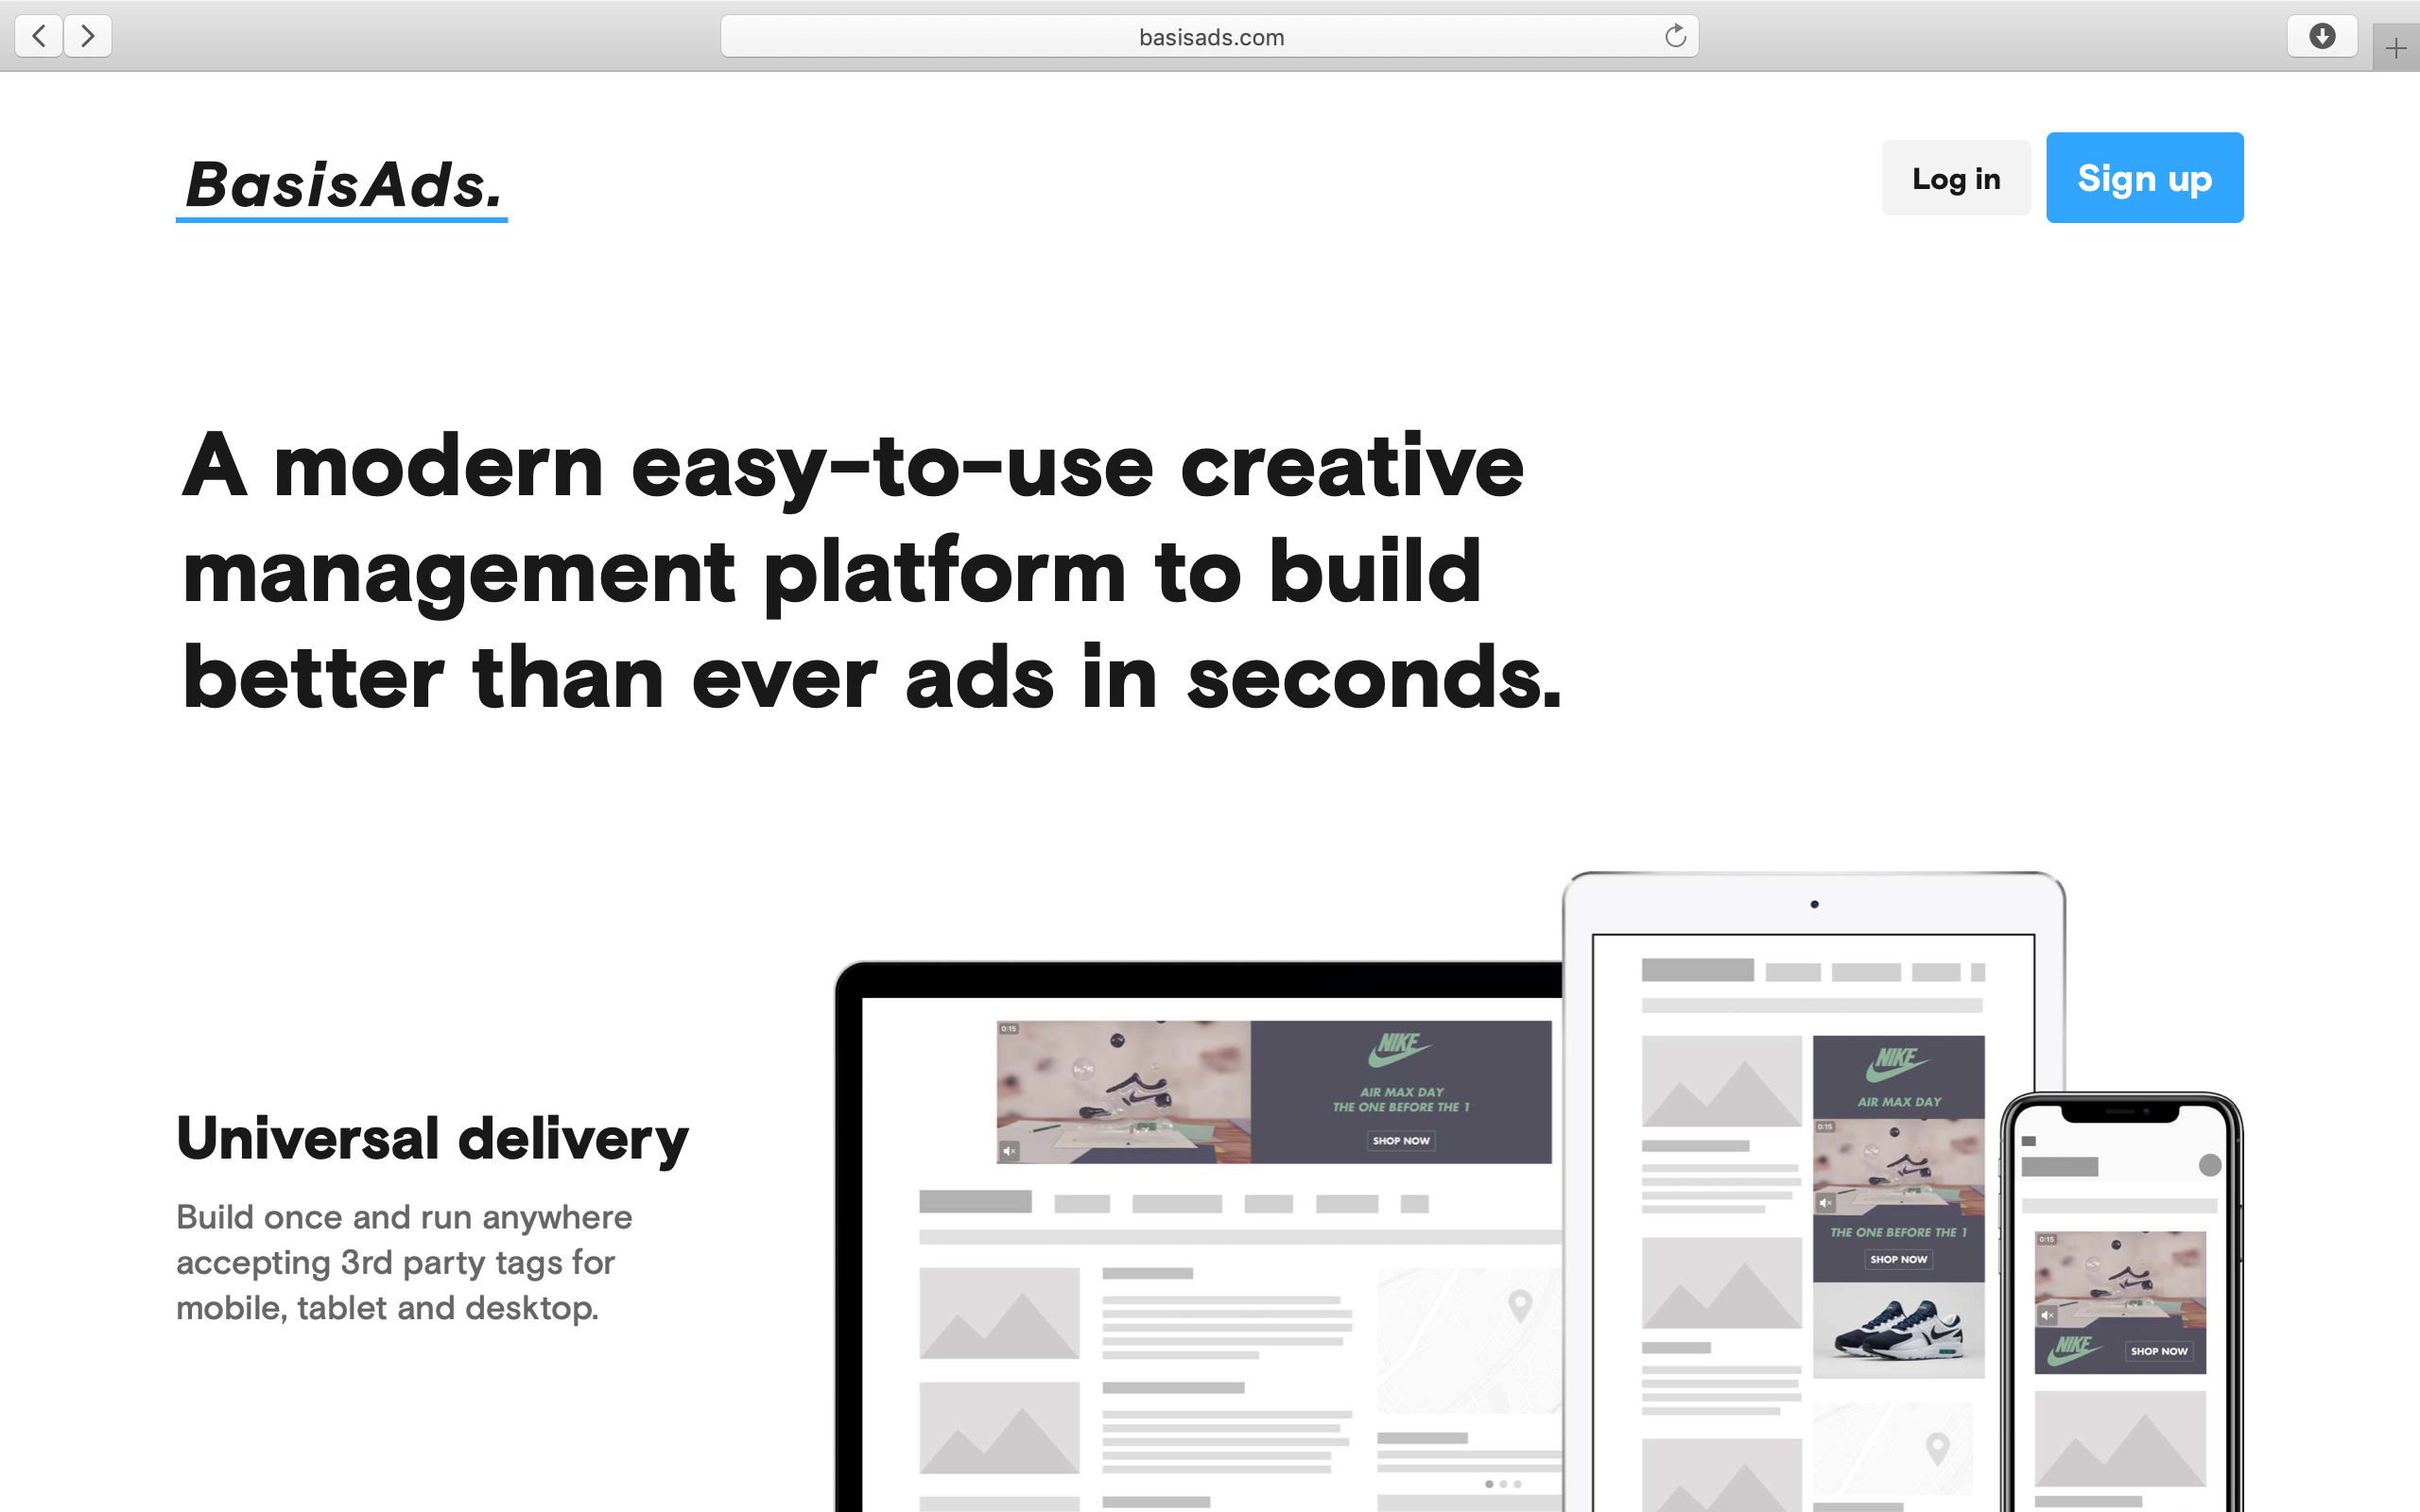 basisads.com
BasisAds.
Log in
Sign up
A modern easy-to-use creative
management platform to build
better than ever ads in seconds.
Universal delivery
Build once and run anywhere
accepting 3rd party tags for
mobile, tablet and desktop.
0:15
NIKE
AIR MAX DAY
THE ONE BEFORE THE 1
SHOP NOW
NIKE
AIR MAX DAY
0:15
THE ONE BEFORE THE 1
SHOP NOW
0:15
NIKE
SHOP NOW